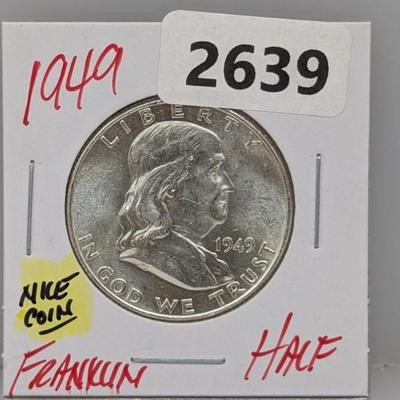 1949
2639
LIBERTY
1949
IN GOD WE TRUST
NICE
COIN
FRANKLIN HALF